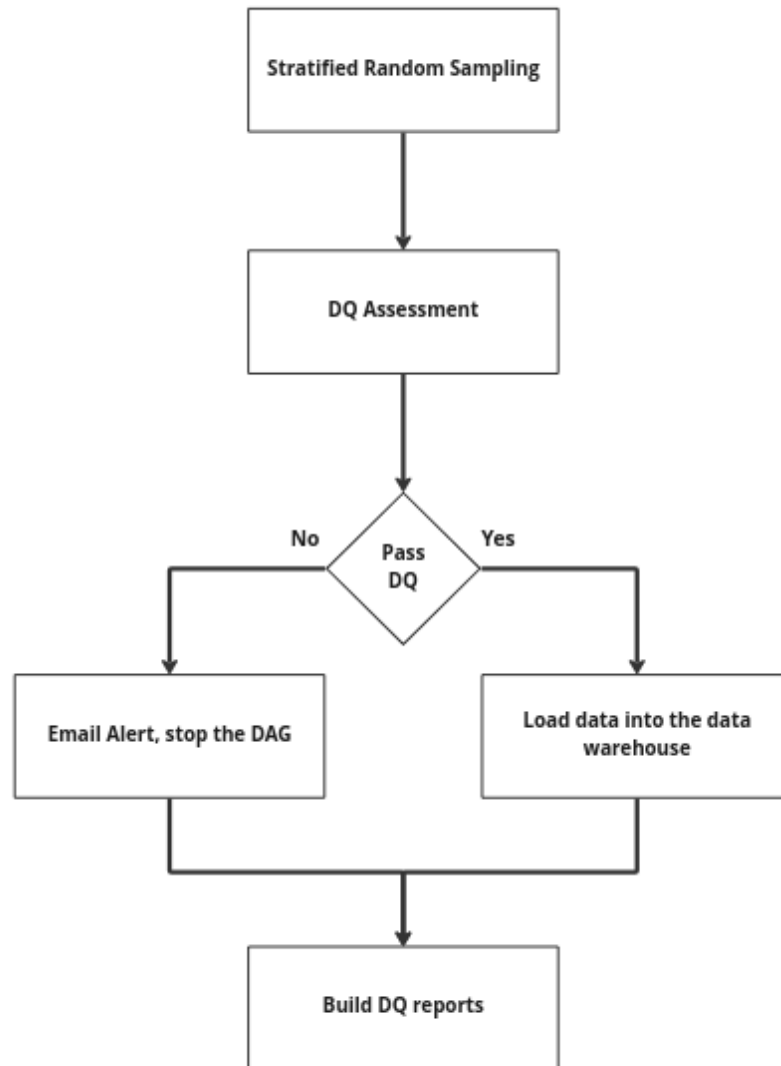 Stratified Random Sampling
DQ Assessment
No
Yes
Pass
DQ
Email Alert, stop the DAG
Load data into the data
warehouse
Build DQ reports